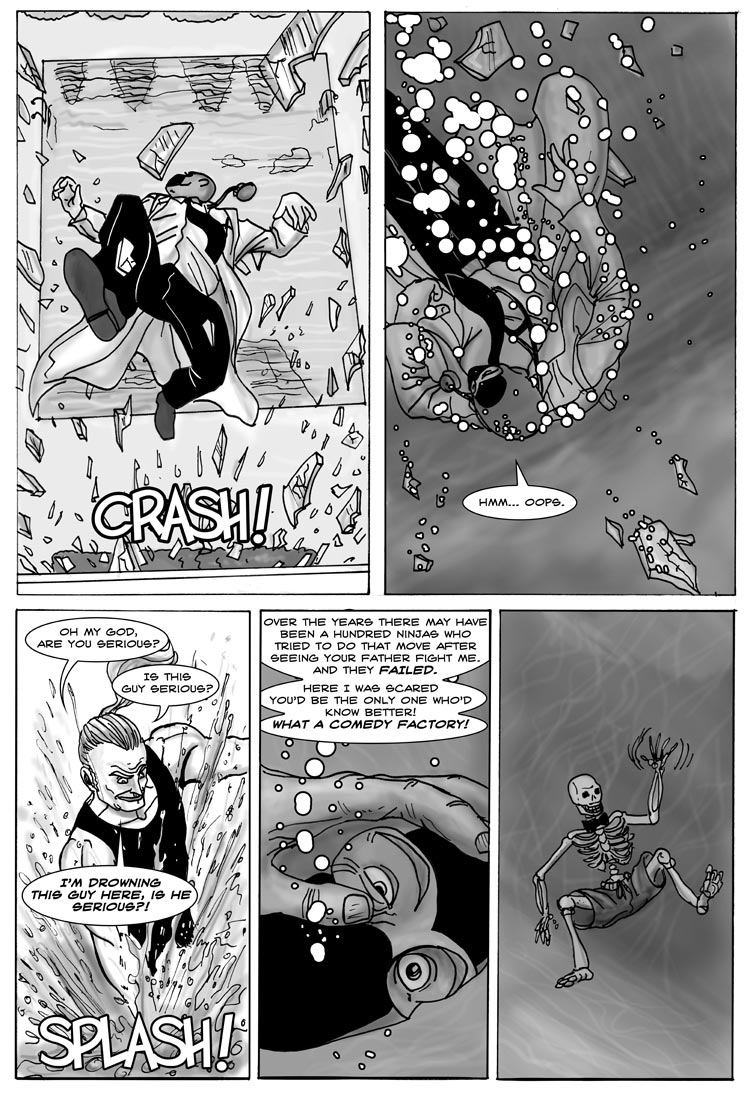 CRASH!
HMM... OOPS.
OH MY GOD,
ARE YOU SERIOUS?
IS THIS
GUY SERIOUS?
I'M DROWNING
THIS GUY HERE, IS HE
SERIOUS?!
SPLASH!
OVER THE YEARS THERE MAY HAVE
BEEN A HUNDRED NINJAS WHO
TRIED TO DO THAT MOVE AFTER
SEEING YOUR FATHER FIGHT ME.
AND THEY FAILED.
HERE I WAS SCARED
YOU'D BE THE ONLY ONE WHO'D
KNOW BETTER!
WHAT A COMEDY FACTORY!